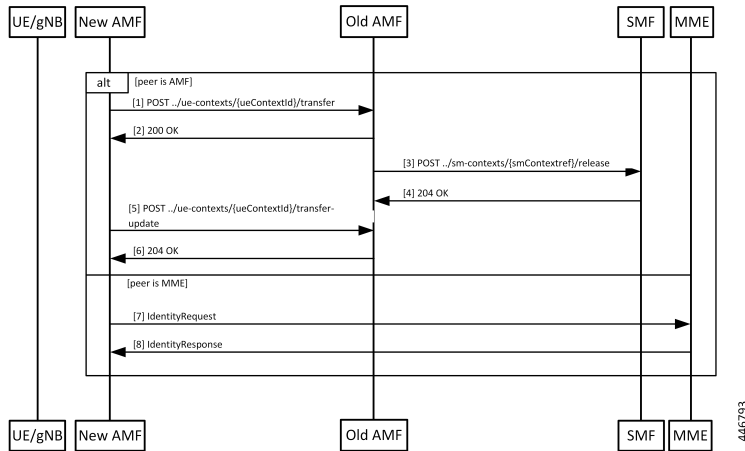 UE/gNB New AMF Old AMF SMF MME
alt [peer is AMF]
[1] POST ../ue-contexts/{ueContextId}/transfer
[2] 200 OK
[3] POST ../sm-contexts/{smContextref}/release
[4] 204 OK
[5] POST ../ue-contexts/{ueContextId}/transfer-
update
[6] 204 OK
[peer is MME]
[7] IdentityRequest
[8] IdentityResponse
UE/gNB New AMF Old AMF SMF MME
446793